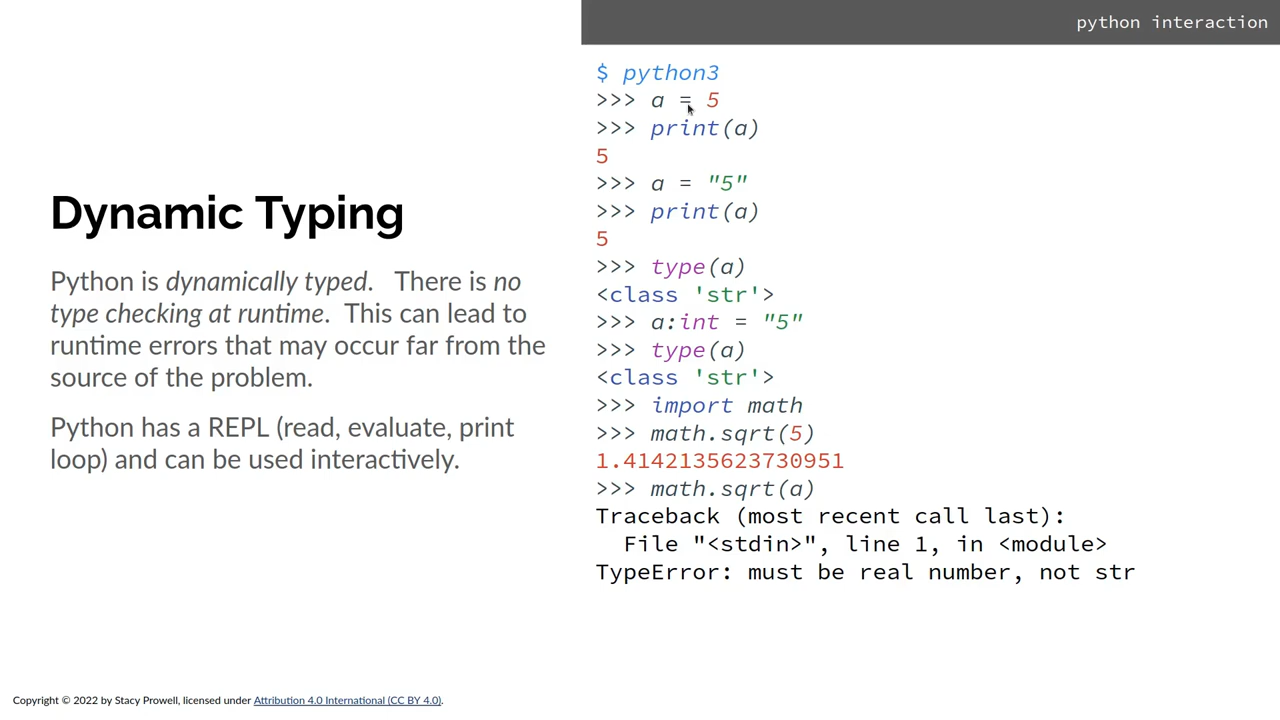 python interaction
Dynamic Typing
Python is dynamically typed. There is no
type checking at runtime. This can lead to
runtime errors that may occur far from the
source of the problem.
Python has a REPL (read, evaluate, print
loop) and can be used interactively.
$ python3
>>> a = 5
>>> print(a)
5
>>> a = "5"
>>> print(a)
5
>>> type(a)
<class 'str'>
>>> a:int = "5"
>>> type(a)
<class 'str'>
>>> import math
>>> math.sqrt(5)
1.4142135623730951
>>> math.sqrt(a)
Traceback (most recent call last):
  File "<stdin>", line 1, in <module>
TypeError: must be real number, not str
Copyright © 2022 by Stacy Prowell, licensed under Attribution 4.0 International (CC BY 4.0).